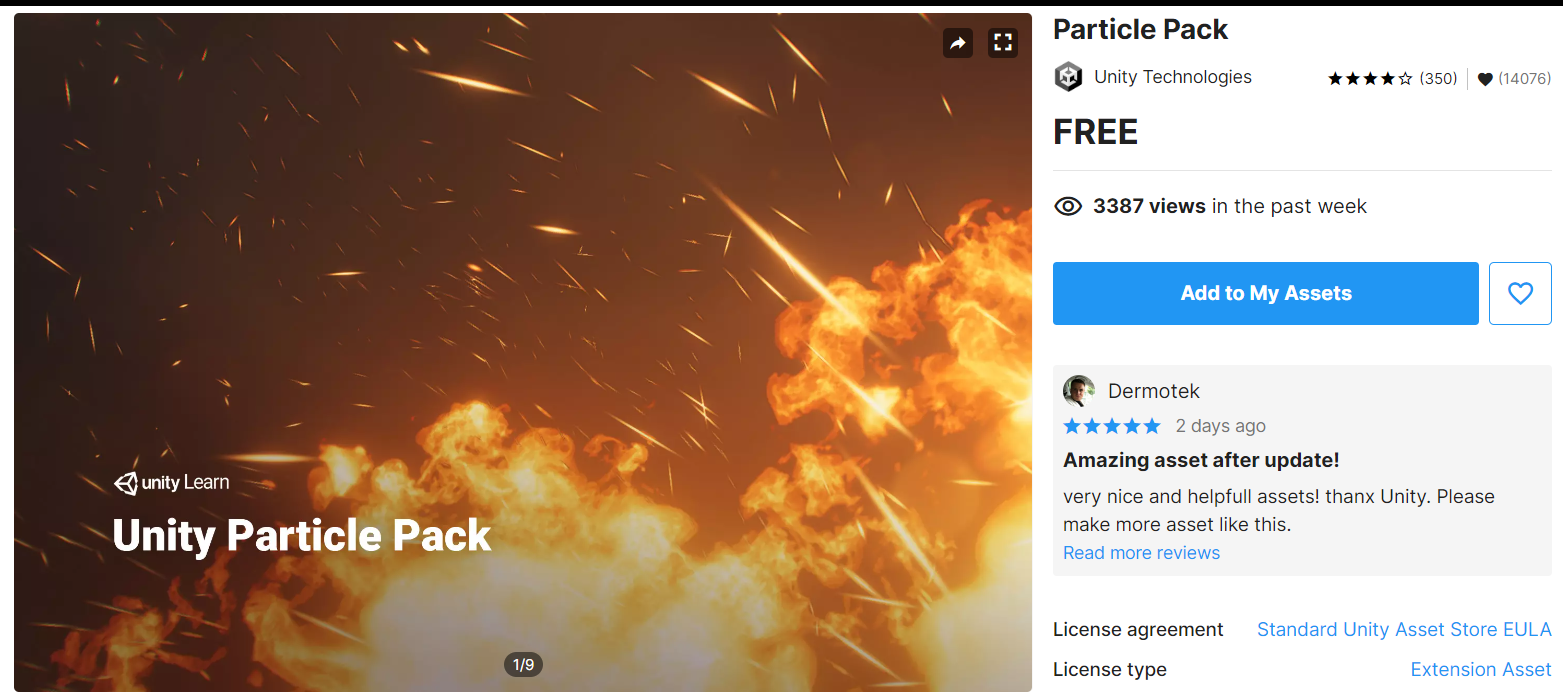 unity Learn
Unity Particle Pack
1/9
Particle Pack
Unity Technologies
(350)
(14076)
FREE
3387 views in the past week
Add to My Assets
Dermotek
2 days ago
Amazing asset after update!
very nice and helpfull assets! thanx Unity. Please
make more asset like this.
Read more reviews
License agreement Standard Unity Asset Store EULA
License type Extension Asset